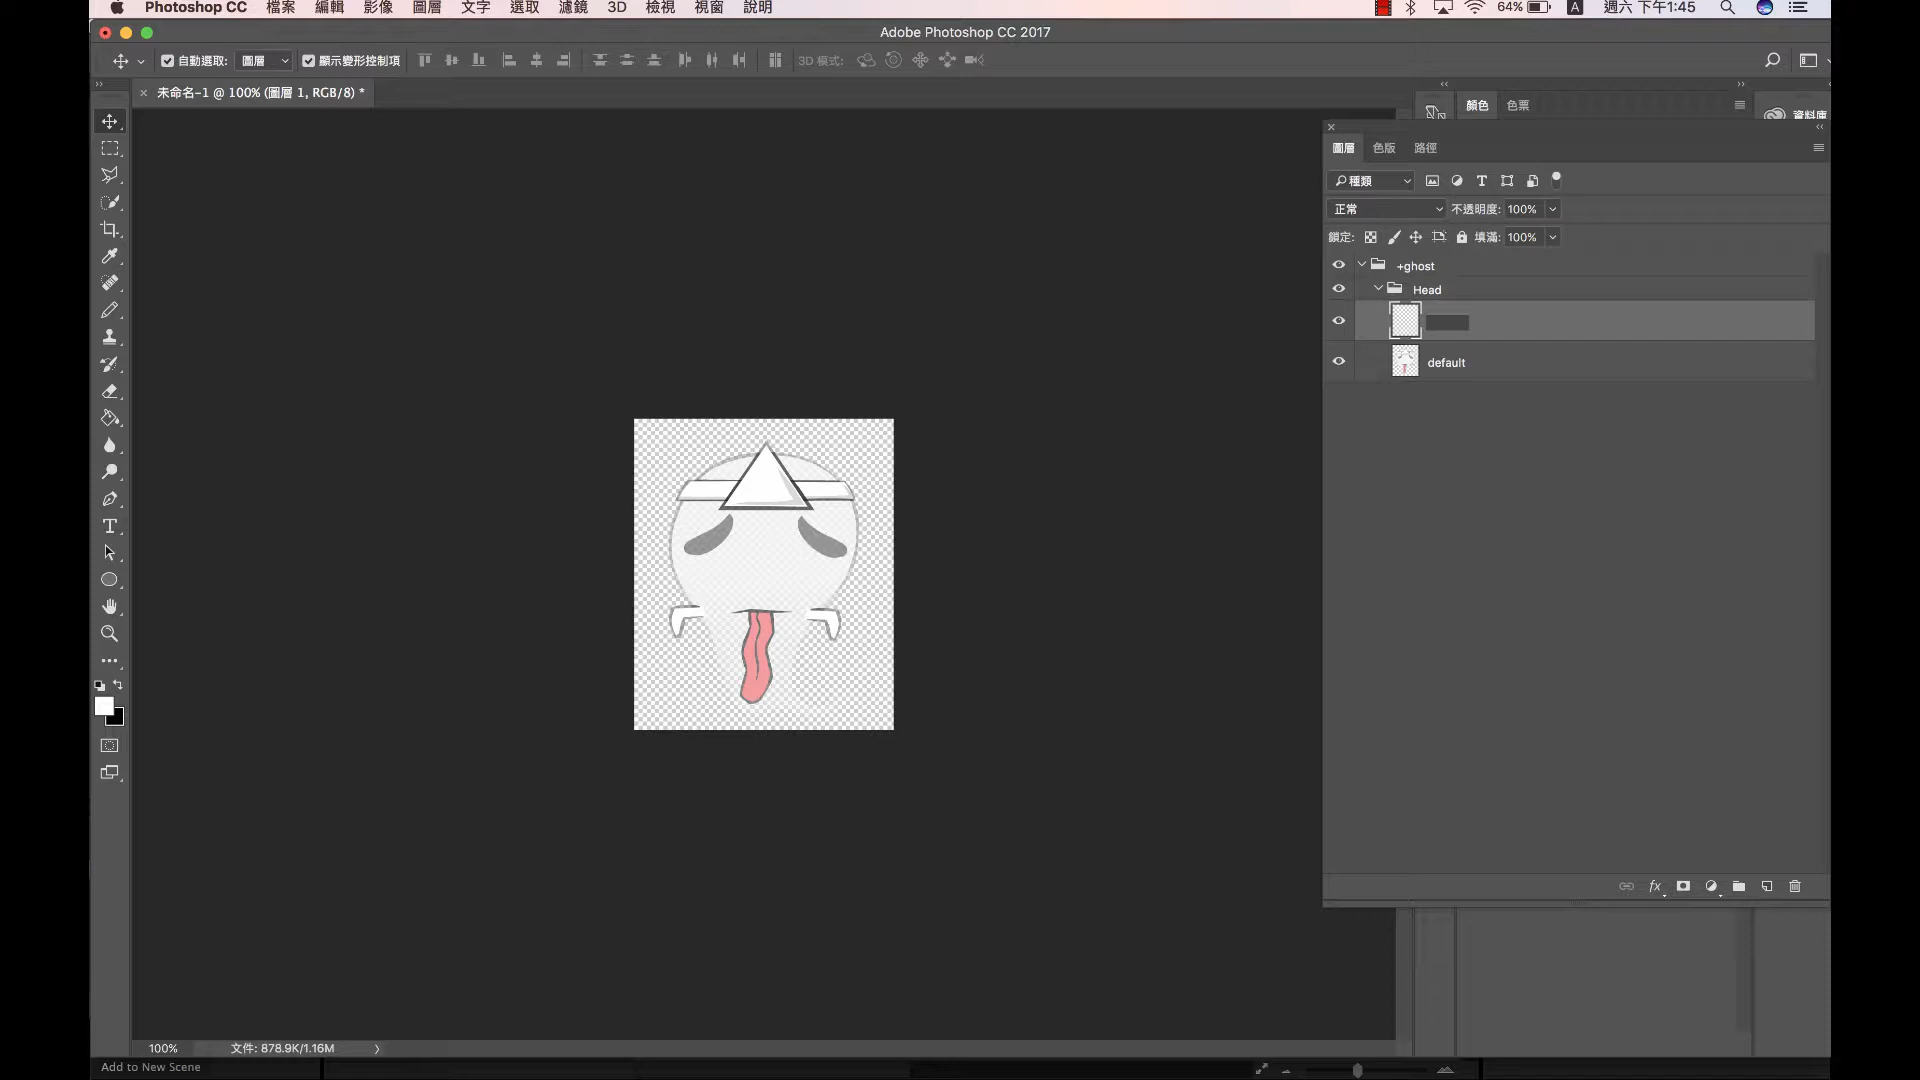 Photoshop CC 檔案 編輯 影像 圖層 文字 選取 濾鏡 3D 檢視 視窗 說明 64% A 週六 下午1:45
Adobe Photoshop CC 2017
自動選取: 圖層 顯示變形控制項 3D 模式:
未命名-1 @ 100% (圖層 1, RGB/8) *
顏色 色票
資料庫
圖層 色版 路徑
種類
正常 不透明度: 100%
鎖定: 填滿: 100%
+ghost
Head
default
fx
100% 文件: 878.9K/1.16M
Add to New Scene